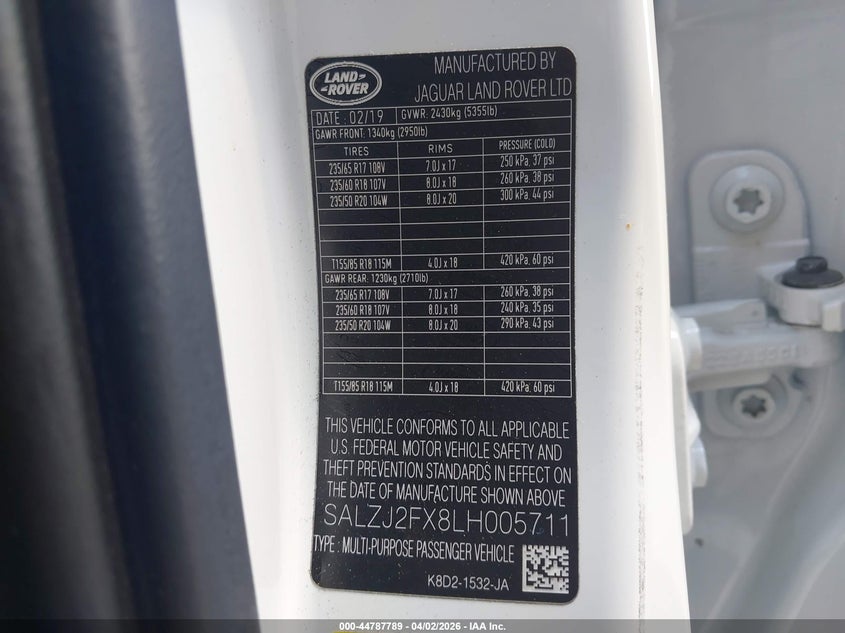 LAND
ROVER
MANUFACTURED BY
JAGUAR LAND ROVER LTD
DATE: 02/19 GVWR: 2430kg (5355lb)
GAWR FRONT: 1340kg (2950lb)
TIRES RIMS PRESSURE (COLD)
235/65 R17 108V 7.0J x 17 250 kPa, 37 psi
235/60 R18 107V 8.0J x 18 260 kPa, 38 psi
235/50 R20 104W 8.0J x 20 300 kPa, 44 psi
T155/85 R18 115M 4.0J x 18 420 kPa, 60 psi
GAWR REAR: 1230kg (2710lb)
235/65 R17 108V 7.0J x 17 260 kPa, 38 psi
235/60 R18 107V 8.0J x 18 240 kPa, 35 psi
235/50 R20 104W 8.0J x 20 290 kPa, 43 psi
T155/85 R18 115M 4.0J x 18 420 kPa, 60 psi
THIS VEHICLE CONFORMS TO ALL APPLICABLE
U.S. FEDERAL MOTOR VEHICLE SAFETY AND
THEFT PREVENTION STANDARDS IN EFFECT ON
THE DATE OF MANUFACTURE SHOWN ABOVE
SALZJ2FX8LH005711
TYPE : MULTI-PURPOSE PASSENGER VEHICLE
K8D2-1532-JA
000-44787789 - 04/02/2026 - IAA Inc.